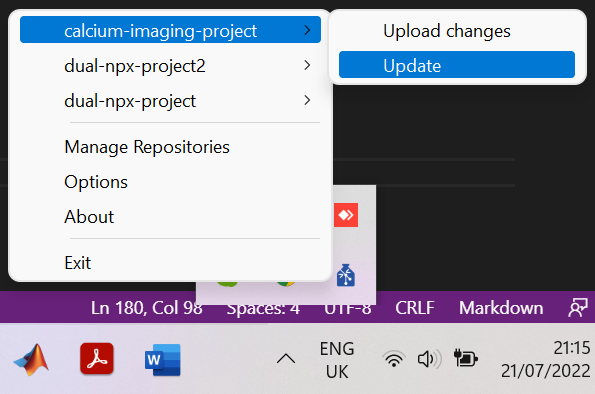 calcium-imaging-project
Upload changes
Update
dual-npx-project2
dual-npx-project
Manage Repositories
Options
About
Exit
Ln 180, Col 98 Spaces: 4 UTF-8 CRLF Markdown
ENG
UK
21:15
21/07/2022